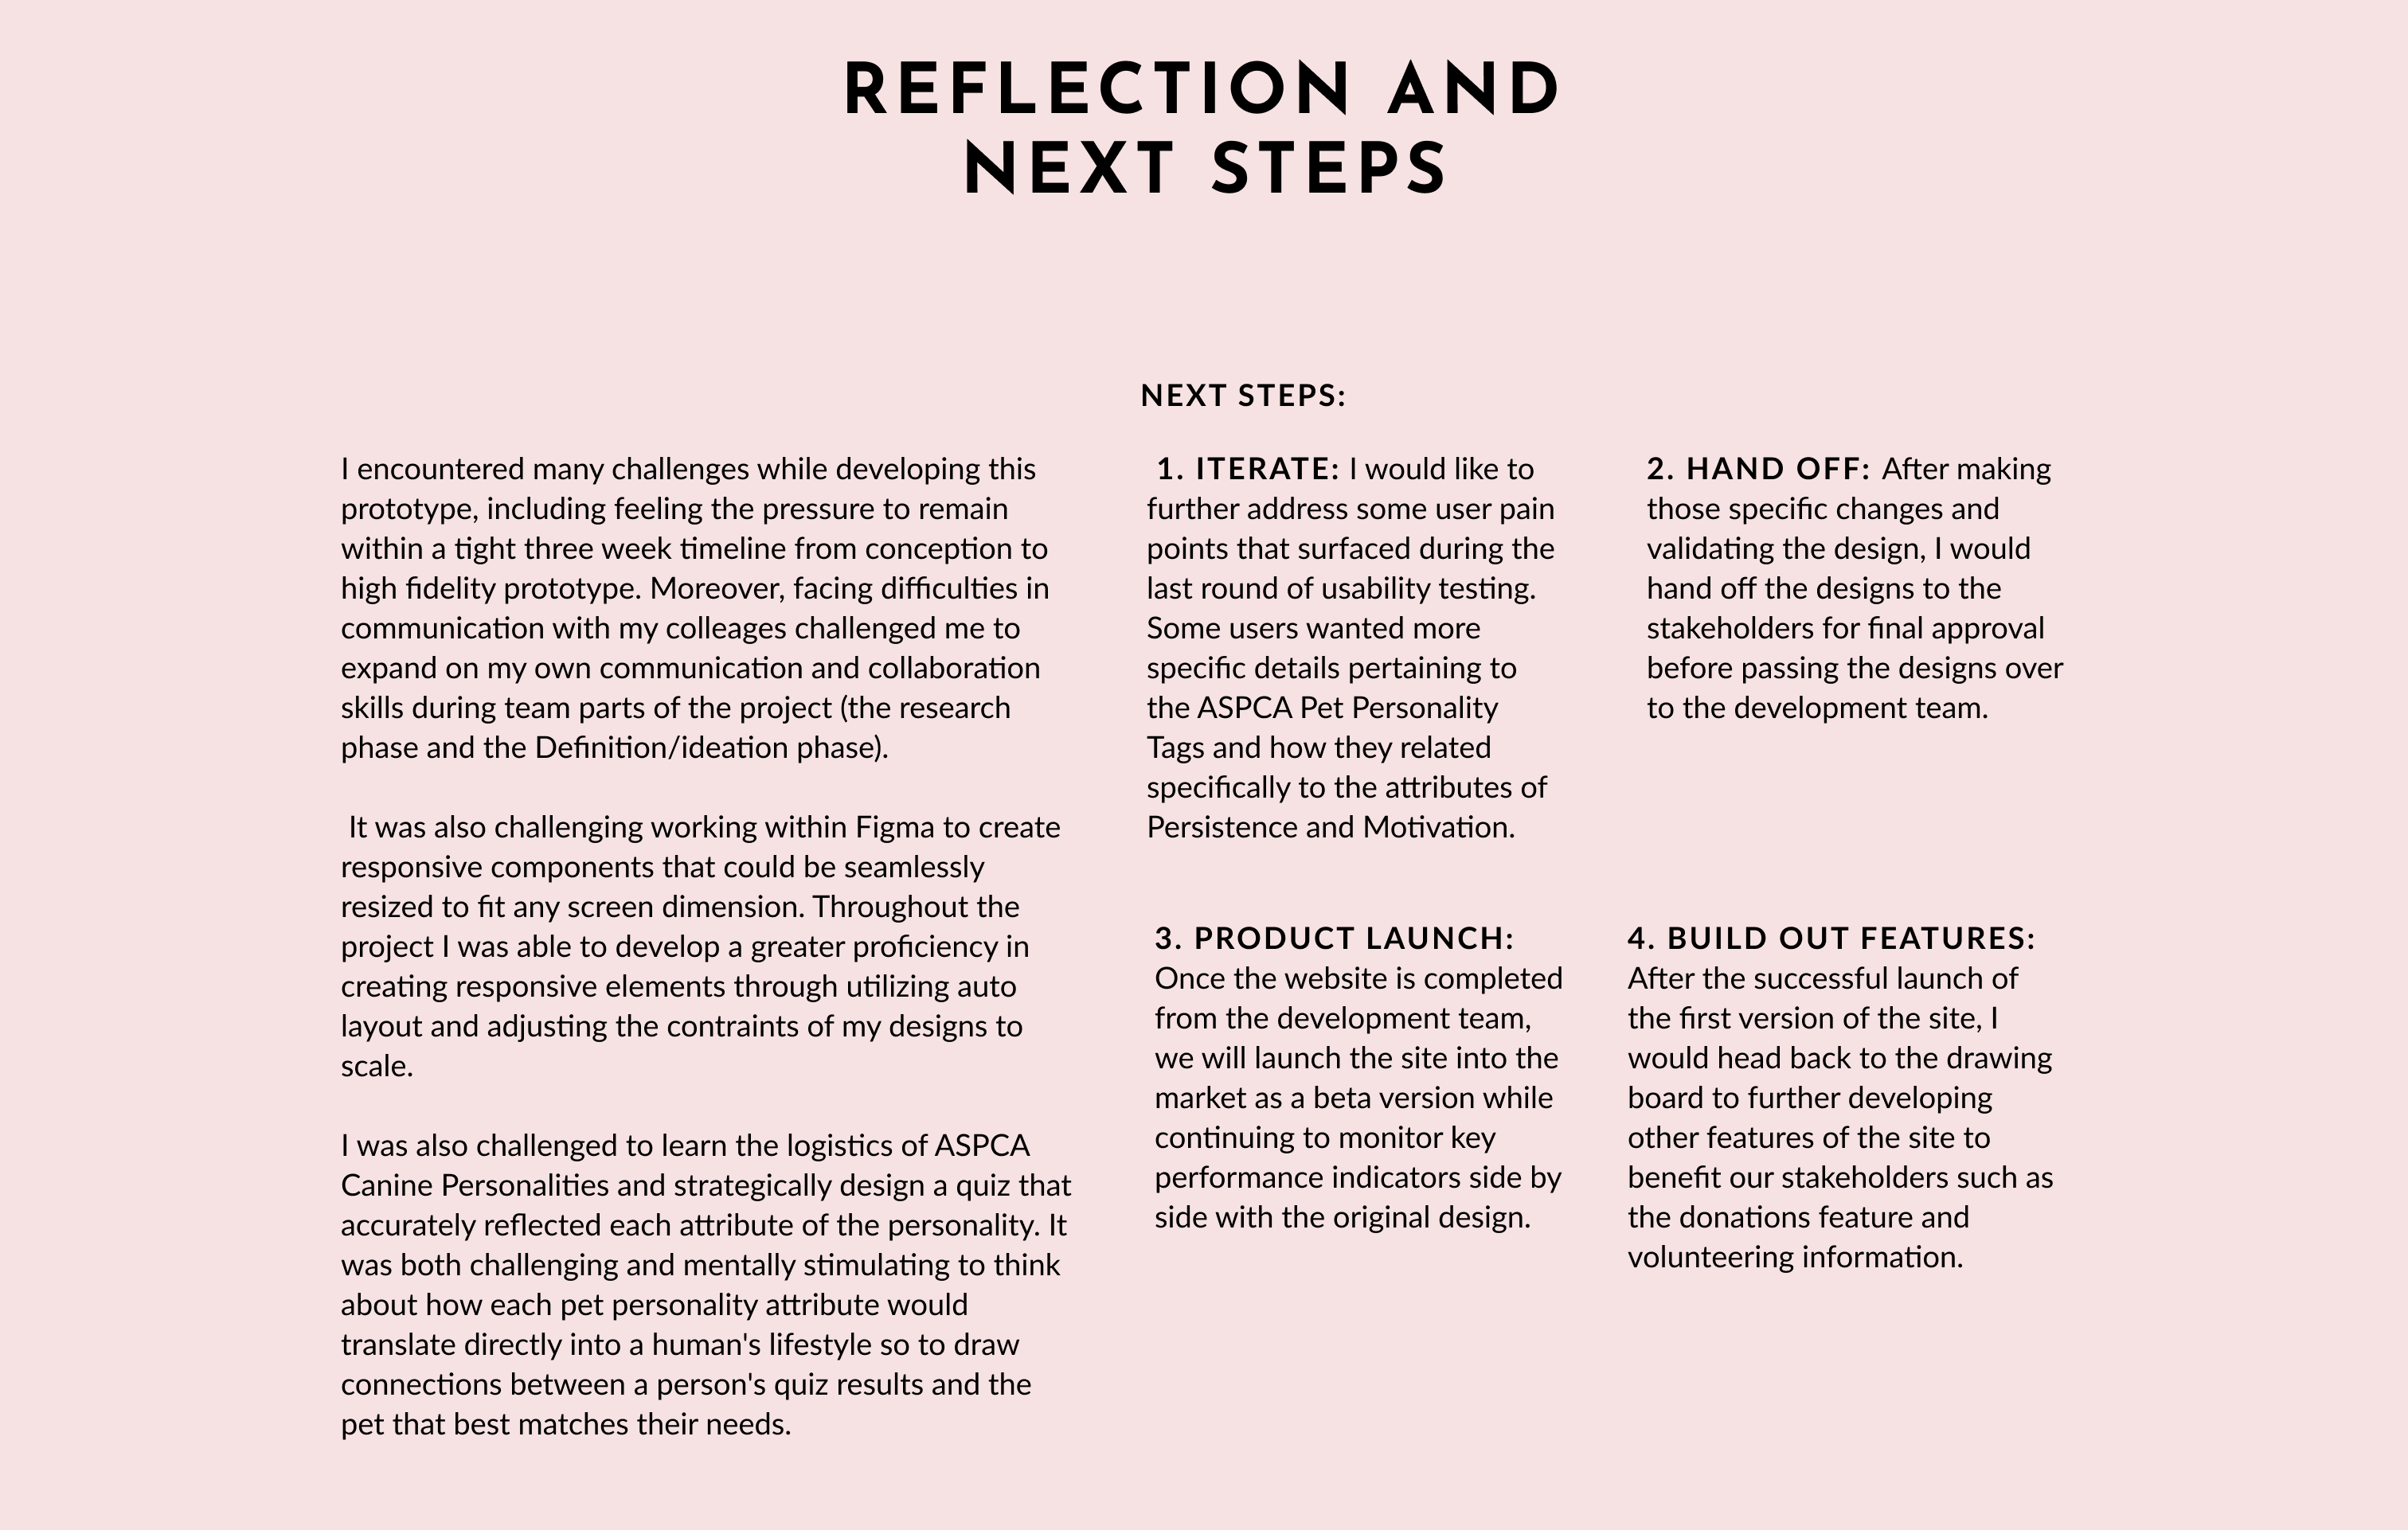 REFLECTION AND
NEXT STEPS
I encountered many challenges while developing this
prototype, including feeling the pressure to remain
within a tight three week timeline from conception to
high fidelity prototype. Moreover, facing difficulties in
communication with my colleages challenged me to
expand on my own communication and collaboration
skills during team parts of the project (the research
phase and the Definition/ideation phase).
It was also challenging working within Figma to create
responsive components that could be seamlessly
resized to fit any screen dimension. Throughout the
project I was able to develop a greater proficiency in
creating responsive elements through utilizing auto
layout and adjusting the contraints of my designs to
scale.
I was also challenged to learn the logistics of ASPCA
Canine Personalities and strategically design a quiz that
accurately reflected each attribute of the personality. It
was both challenging and mentally stimulating to think
about how each pet personality attribute would
translate directly into a human's lifestyle so to draw
connections between a person's quiz results and the
pet that best matches their needs.
NEXT STEPS:
1. ITERATE: I would like to
further address some user pain
points that surfaced during the
last round of usability testing.
Some users wanted more
specific details pertaining to
the ASPCA Pet Personality
Tags and how they related
specifically to the attributes of
Persistence and Motivation.
2. HAND OFF: After making
those specific changes and
validating the design, I would
hand off the designs to the
stakeholders for final approval
before passing the designs over
to the development team.
3. PRODUCT LAUNCH:
Once the website is completed
from the development team,
we will launch the site into the
market as a beta version while
continuing to monitor key
performance indicators side by
side with the original design.
4. BUILD OUT FEATURES:
After the successful launch of
the first version of the site, I
would head back to the drawing
board to further developing
other features of the site to
benefit our stakeholders such as
the donations feature and
volunteering information.